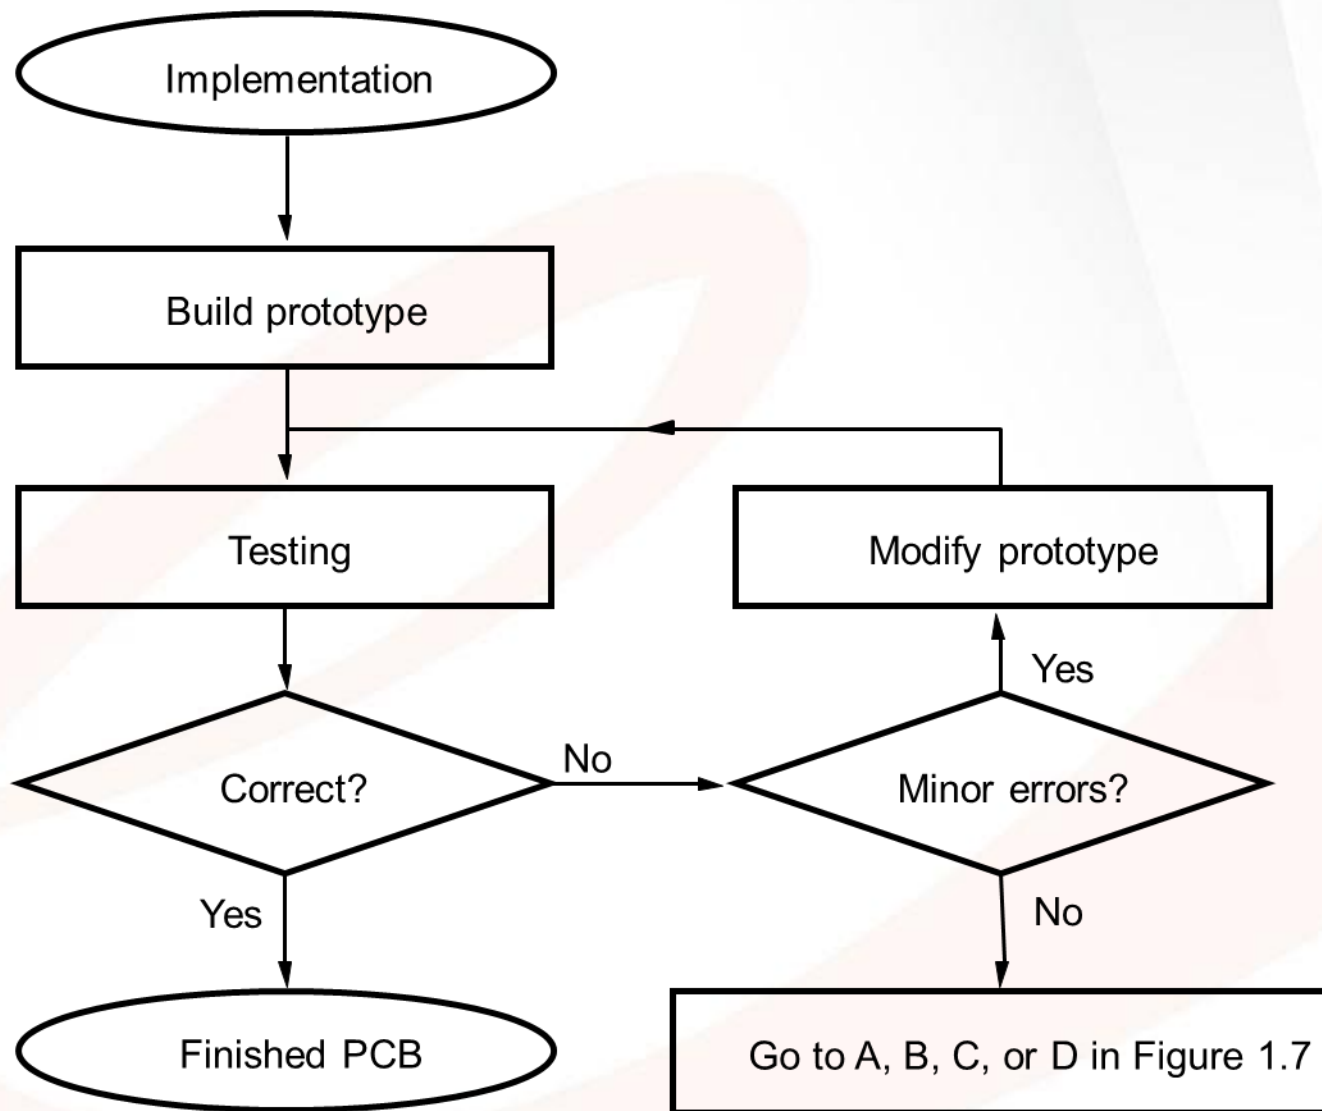 Implementation
Build prototype
Testing
Modify prototype
Yes
Correct?
No
Minor errors?
Yes
No
Finished PCB
Go to A, B, C, or D in Figure 1.7